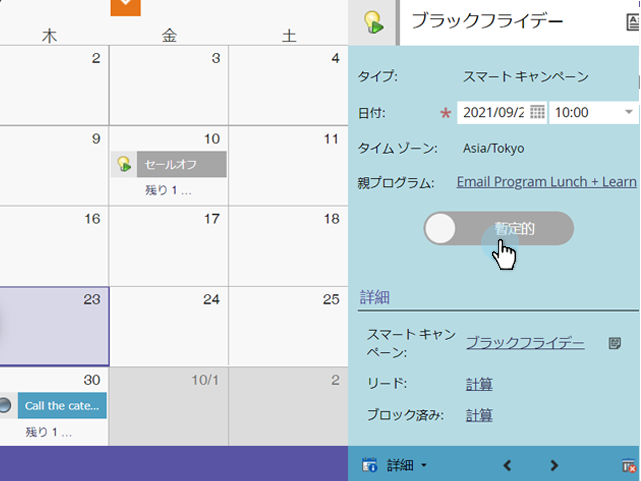 木 金 土
2 3 4
9 10 11
セールオフ
残り 1 ...
16 17 18
23 24 25
30 10/1 2
Call the cate...
残り 1 ...
ブラックフライデー
タイプ: スマート キャンペーン
日付: * 2021/09/2 10:00
タイム ゾーン: Asia/Tokyo
親プログラム: Email Program Lunch + Learn
暫定的
詳細
スマート キャン
ペーン: ブラックフライデー
リード: 計算
ブロック済み: 計算
詳細